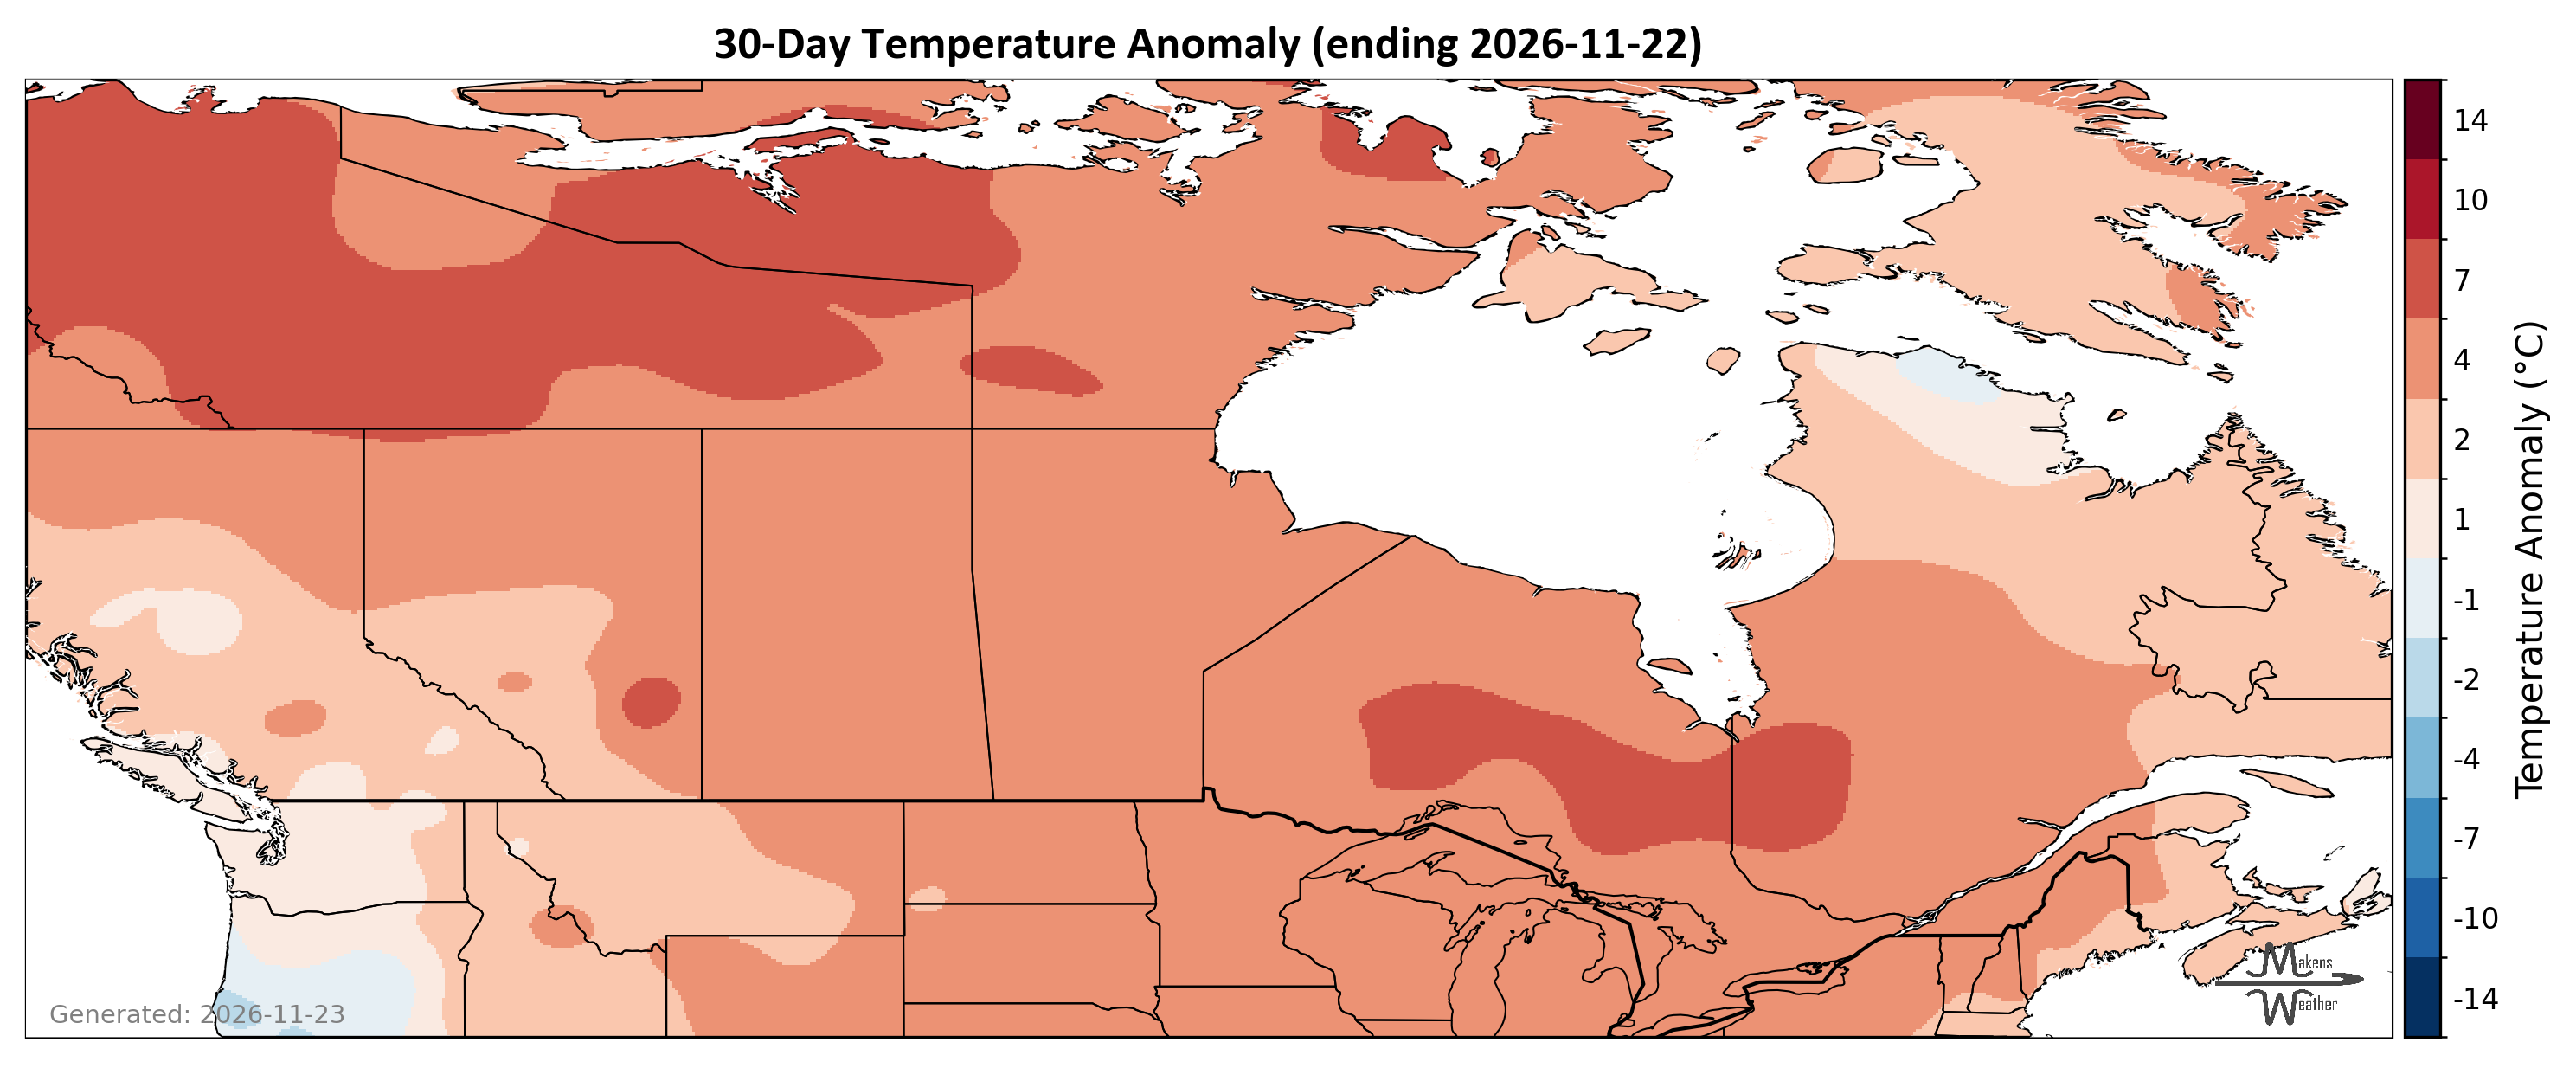 30-Day Temperature Anomaly (ending 2026-11-22)
14
10
7
4
2
1
-1
-2
-4
-7
-10
-14
Temperature Anomaly (°C)
Makens
Weather
Generated: 2026-11-23